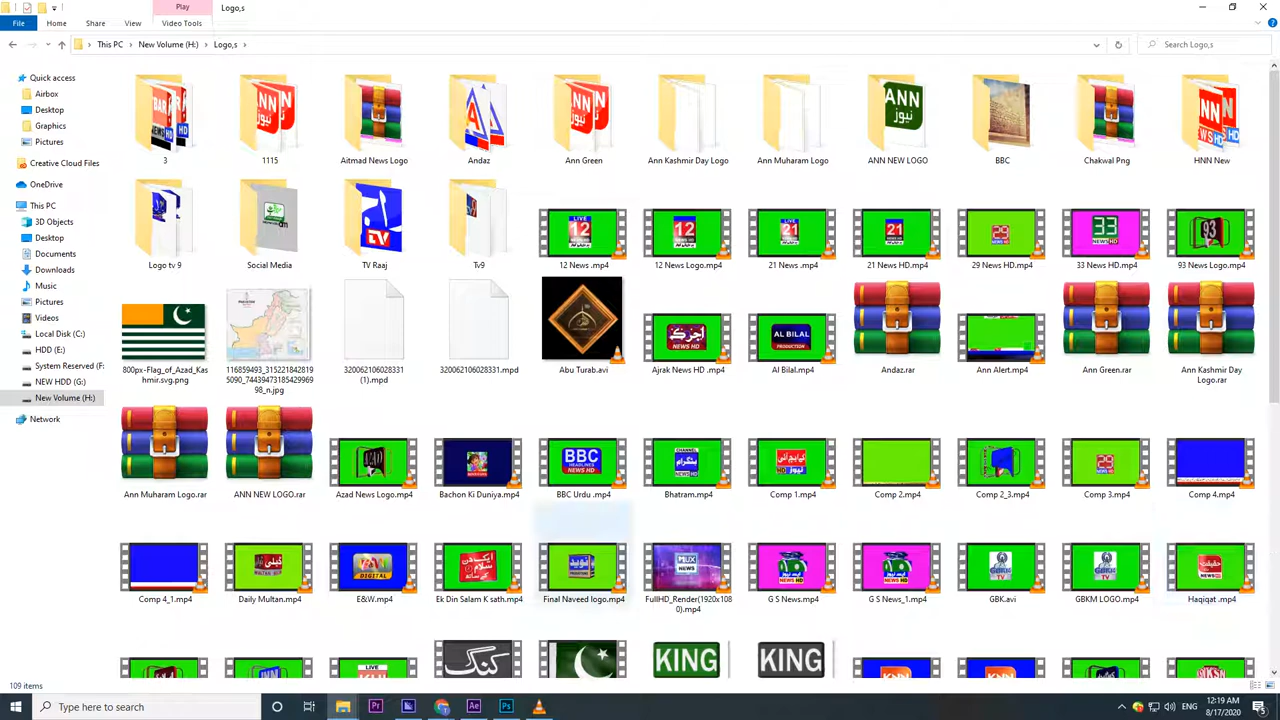 Play
Logo,s
File
Home
Share
View
Video Tools
This PC
New Volume (H:)
Logo,s
Search Logo,s
Quick access
Airbox
Desktop
Graphics
Pictures
Creative Cloud Files
OneDrive
This PC
3D Objects
Desktop
Documents
Downloads
Music
Pictures
Videos
Local Disk (C:)
HDD (E:)
System Reserved (F:
NEW HDD (G:)
New Volume (H:)
Network
3
1115
Aitmad News Logo
Andaz
Ann Green
Ann Kashmir Day Logo
Ann Muharam Logo
ANN NEW LOGO
BBC
Chakwal Png
HNN New
Logo tv 9
Social Media
TV Raaj
Tv9
12 News .mp4
12 News Logo.mp4
21 News .mp4
21 News HD.mp4
29 News HD.mp4
33 News HD.mp4
93 News Logo.mp4
800px-Flag_of_Azad_Kas
hmir.svg.png
116859493_315221842819
5090_74439473185429969
98_n.jpg
320062106028331
(1).mpd
320062106028331.mpd
Abu Turab.avi
Ajrak News HD .mp4
Al Bilal.mp4
Andaz.rar
Ann Alert.mp4
Ann Green.rar
Ann Kashmir Day
Logo.rar
Ann Muharam Logo.rar
ANN NEW LOGO.rar
Azad News Logo.mp4
Bachon Ki Duniya.mp4
BBC Urdu .mp4
Bhatram.mp4
Comp 1.mp4
Comp 2.mp4
Comp 2_3.mp4
Comp 3.mp4
Comp 4.mp4
Comp 4_1.mp4
Daily Multan.mp4
E&W.mp4
Ek Din Salam K sath.mp4
Final Naveed logo.mp4
FullHD_Render(1920x108
0).mp4
G S News.mp4
G S News_1.mp4
GBK.avi
GBKM LOGO.mp4
Haqiqat .mp4
KING
KING
109 items
Type here to search
ENG
12:19 AM
8/17/2020